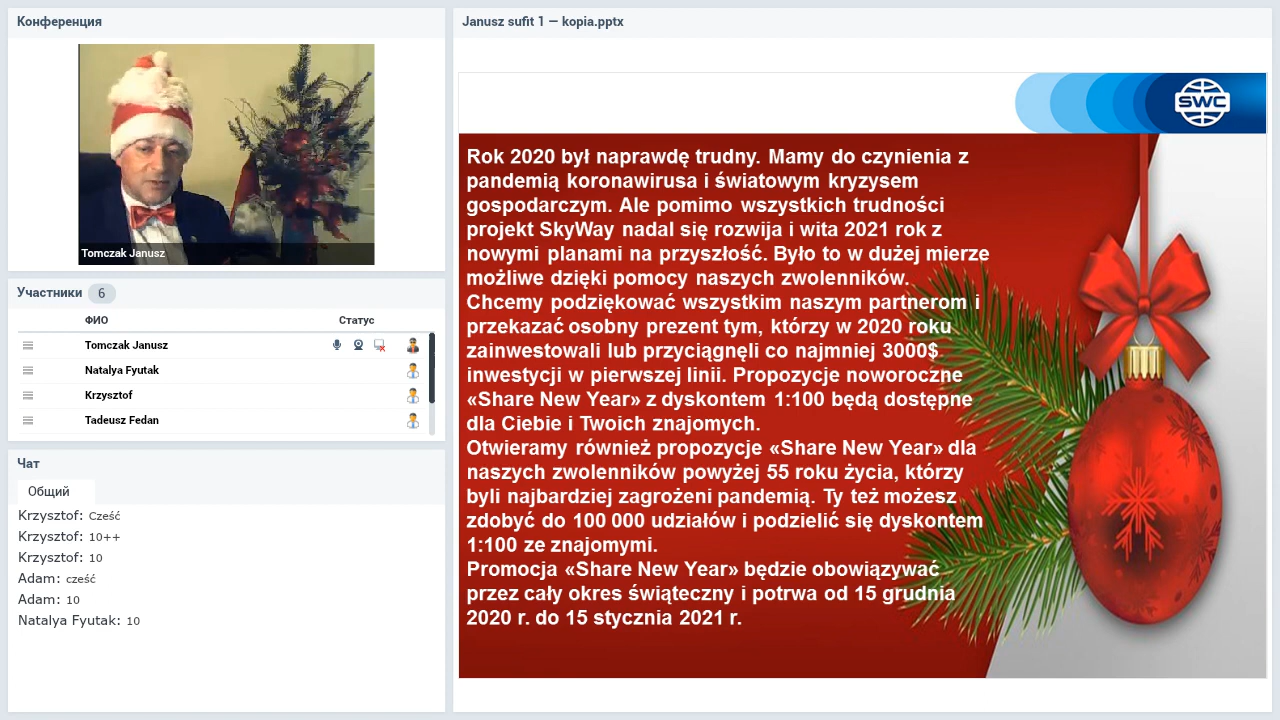 Конференция
Tomczak Janusz
Участники 6
ФИО Статус
Tomczak Janusz
Natalya Fyutak
Krzysztof
Tadeusz Fedan
Чат
Общий
Krzysztof: Cześć
Krzysztof: 10++
Krzysztof: 10
Adam: cześć
Adam: 10
Natalya Fyutak: 10
Janusz sufit 1 — kopia.pptx
SWC
Rok 2020 był naprawdę trudny. Mamy do czynienia z
pandemią koronawirusa i światowym kryzysem
gospodarczym. Ale pomimo wszystkich trudności
projekt SkyWay nadal się rozwija i wita 2021 rok z
nowymi planami na przyszłość. Było to w dużej mierze
możliwe dzięki pomocy naszych zwolenników.
Chcemy podziękować wszystkim naszym partnerom i
przekazać osobny prezent tym, którzy w 2020 roku
zainwestowali lub przyciągnęli co najmniej 3000$
inwestycji w pierwszej linii. Propozycje noworoczne
«Share New Year» z dyskontem 1:100 będą dostępne
dla Ciebie i Twoich znajomych.
Otwieramy również propozycje «Share New Year» dla
naszych zwolenników powyżej 55 roku życia, którzy
byli najbardziej zagrożeni pandemią. Ty też możesz
zdobyć do 100 000 udziałów i podzielić się dyskontem
1:100 ze znajomymi.
Promocja «Share New Year» będzie obowiązywać
przez cały okres świąteczny i potrwa od 15 grudnia
2020 r. do 15 stycznia 2021 r.